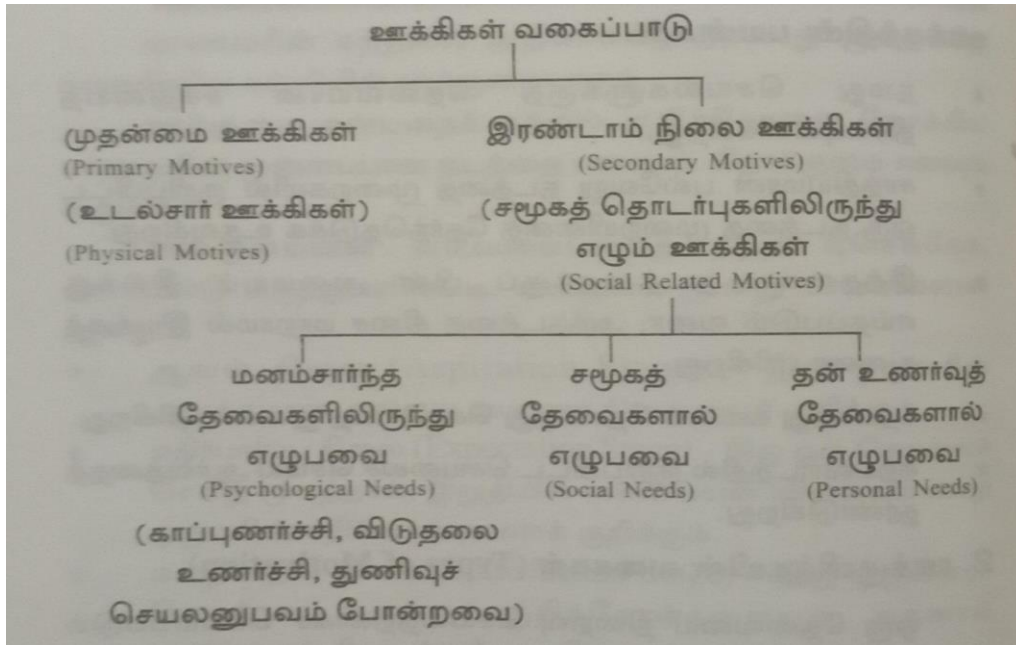 ஊக்கிகள் வகைப்பாடு
முதன்மை ஊக்கிகள்
(Primary Motives)
(உடல்சார் ஊக்கிகள்)
(Physical Motives)
இரண்டாம் நிலை ஊக்கிகள்
(Secondary Motives)
(சமூகத் தொடர்புகளிலிருந்து
எழும் ஊக்கிகள்
(Social Related Motives)
மனம்சார்ந்த
தேவைகளிலிருந்து
எழுபவை
(Psychological Needs)
(காப்புணர்ச்சி, விடுதலை
உணர்ச்சி, துணிவுச்
செயலனுபவம் போன்றவை)
சமூகத்
தேவைகளால்
எழுபவை
(Social Needs)
தன் உணர்வுத்
தேவைகளால்
எழுபவை
(Personal Needs)